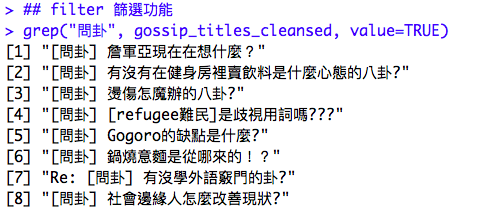 > ## filter 篩選功能
> grep("問卦", gossip_titles_cleansed, value=TRUE)
[1] "[問卦] 詹軍亞現在在想什麼？"
[2] "[問卦] 有沒有在健身房裡賣飲料是什麼心態的八卦?"
[3] "[問卦] 燙傷怎魔辦的八卦?"
[4] "[問卦] [refugee難民]是歧視用詞嗎???"
[5] "[問卦] Gogoro的缺點是什麼?"
[6] "[問卦] 鍋燒意麵是從哪來的！？"
[7] "Re: [問卦] 有沒學外語竅門的卦?"
[8] "[問卦] 社會邊緣人怎麼改善現狀?"